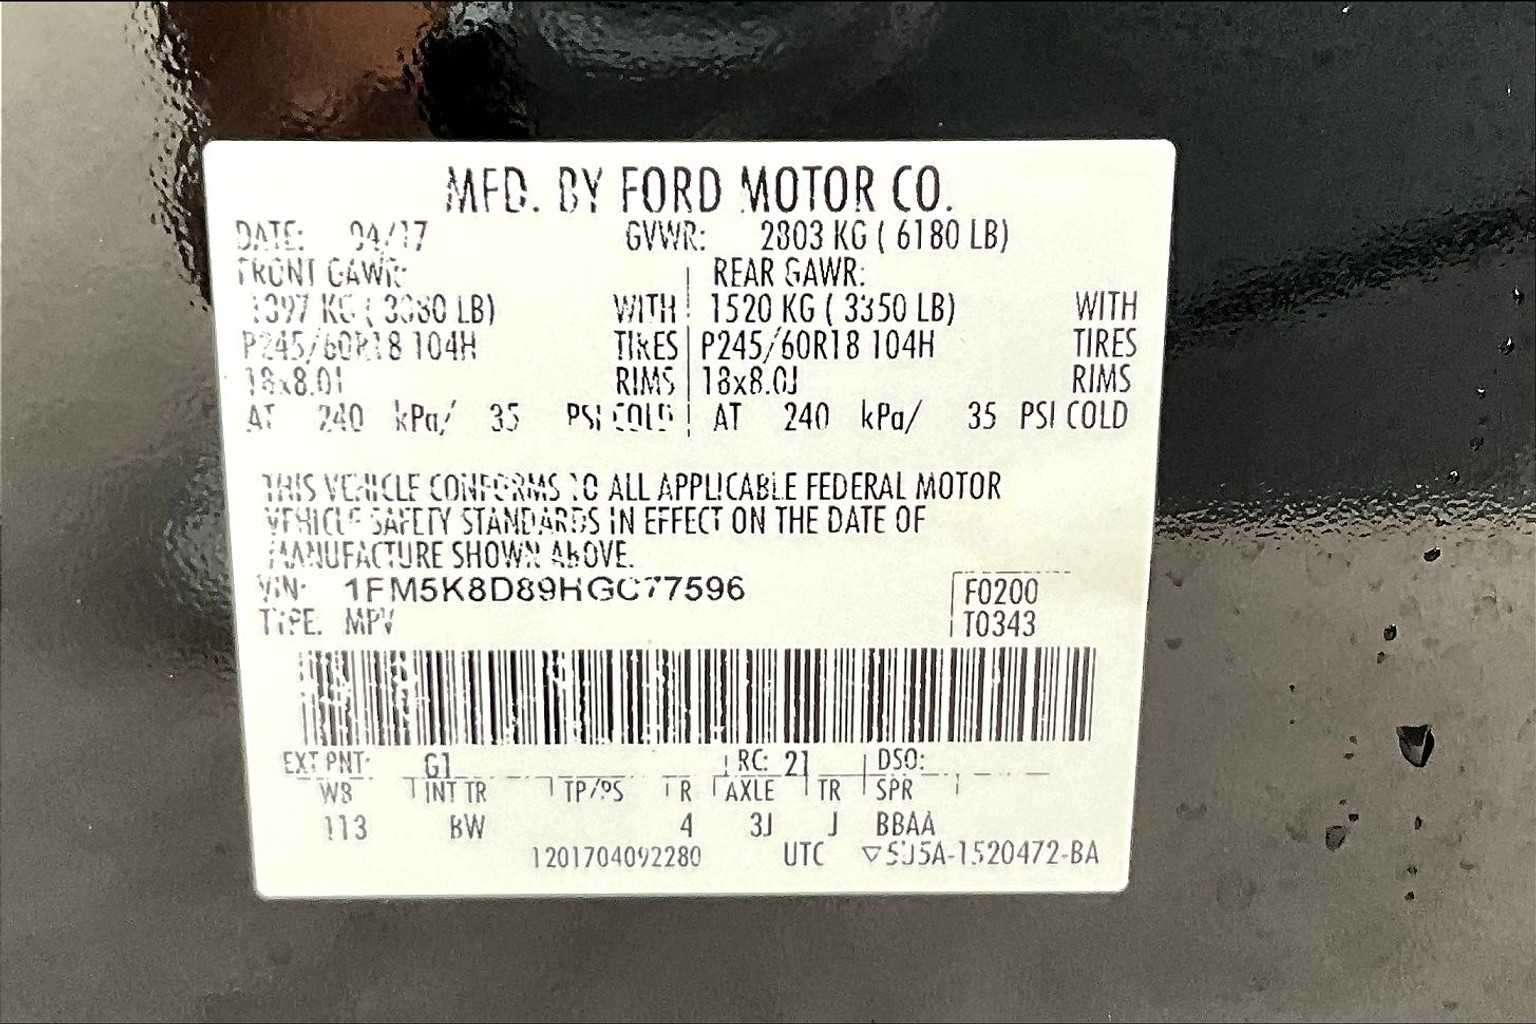 MFD. BY FORD MOTOR CO.
DATE: 04/17 GVWR: 2803 KG ( 6180 LB)
FRONT GAWR: REAR GAWR:
1397 KG ( 3080 LB) WITH 1520 KG ( 3350 LB) WITH
P245/60R18 104H TIRES P245/60R18 104H TIRES
18x8.0J RIMS 18x8.0J RIMS
AT 240 kPa/ 35 PSI COLD AT 240 kPa/ 35 PSI COLD
THIS VEHICLE CONFORMS TO ALL APPLICABLE FEDERAL MOTOR
VEHICLE SAFETY STANDARDS IN EFFECT ON THE DATE OF
MANUFACTURE SHOWN ABOVE.
VIN: 1FM5K8D89HGC77596 F0200
TYPE: MPV T0343
EXT PNT: G1 RC: 21 DSO:
WB INT TR TP/PS R AXLE TR SPR
113 BW 4 3J J BBAA
1201704092280 UTC ▽5U5A-1520472-BA